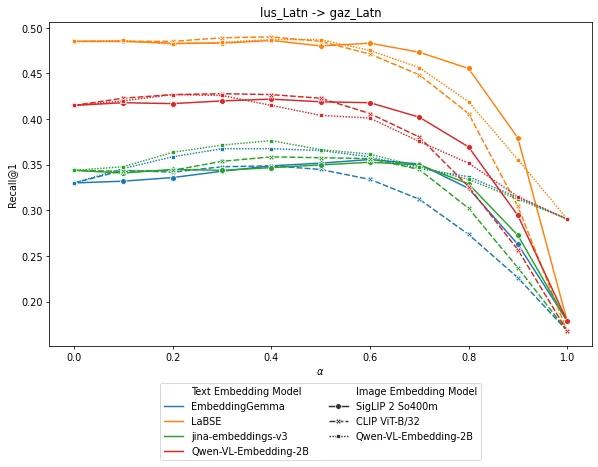 lus_Latn -> gaz_Latn
Recall@1
0.50
0.45
0.40
0.35
0.30
0.25
0.20
0.0
0.2
0.4
0.6
0.8
1.0
α
Text Embedding Model
EmbeddingGemma
LaBSE
jina-embeddings-v3
Qwen-VL-Embedding-2B
Image Embedding Model
SigLIP 2 So400m
CLIP ViT-B/32
Qwen-VL-Embedding-2B